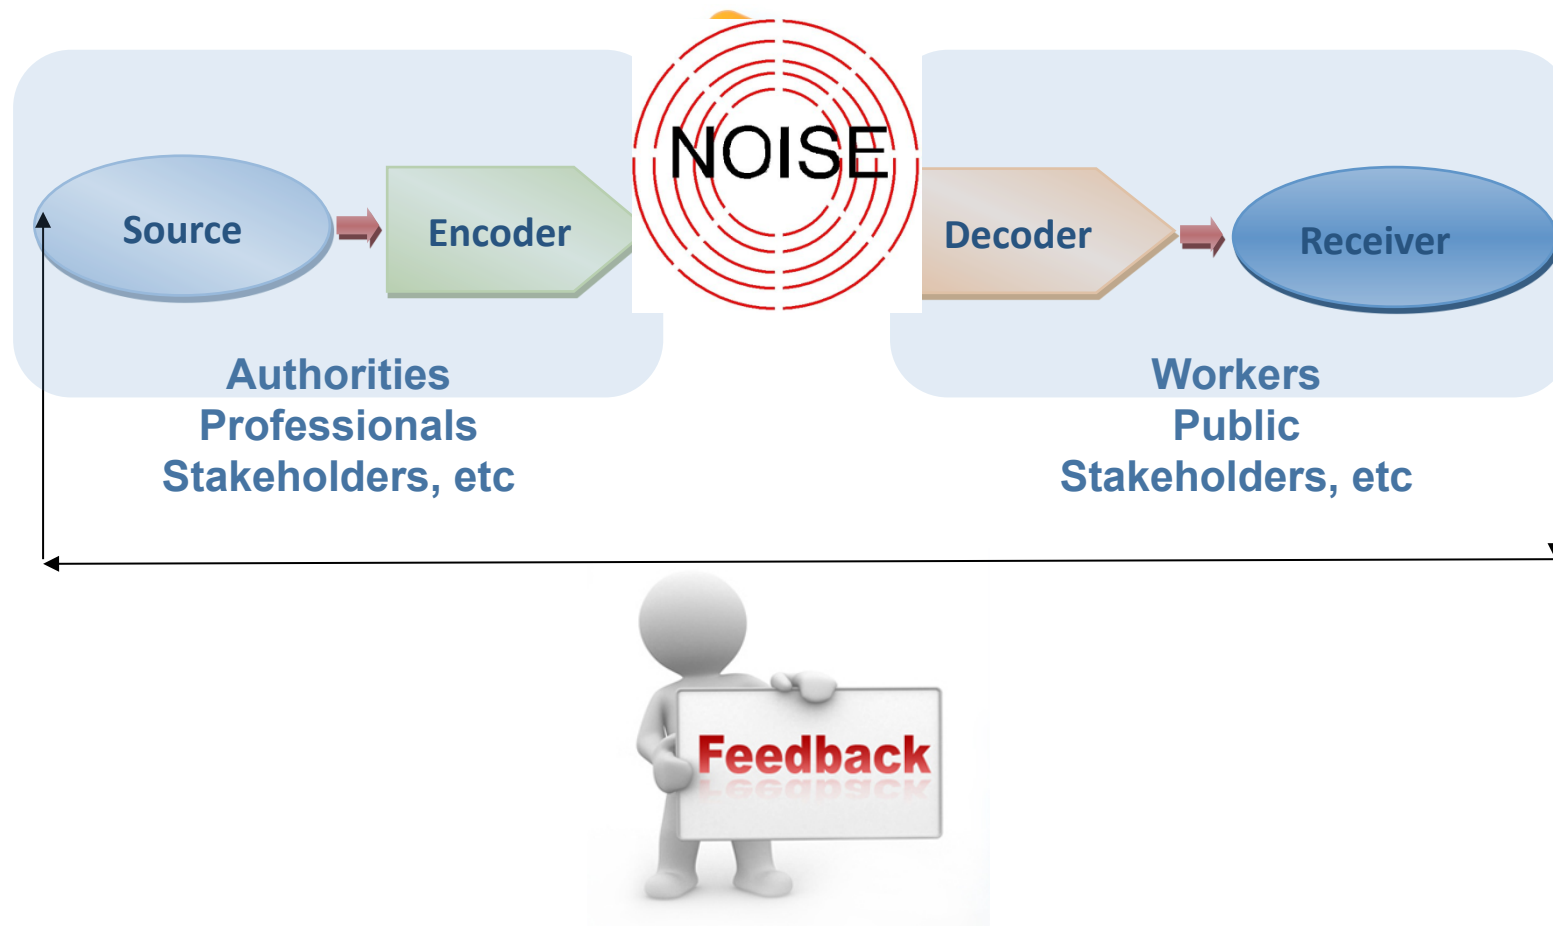 NOISE
Source
Encoder
Decoder
Receiver
Authorities
Professionals
Stakeholders, etc
Workers
Public
Stakeholders, etc
Feedback